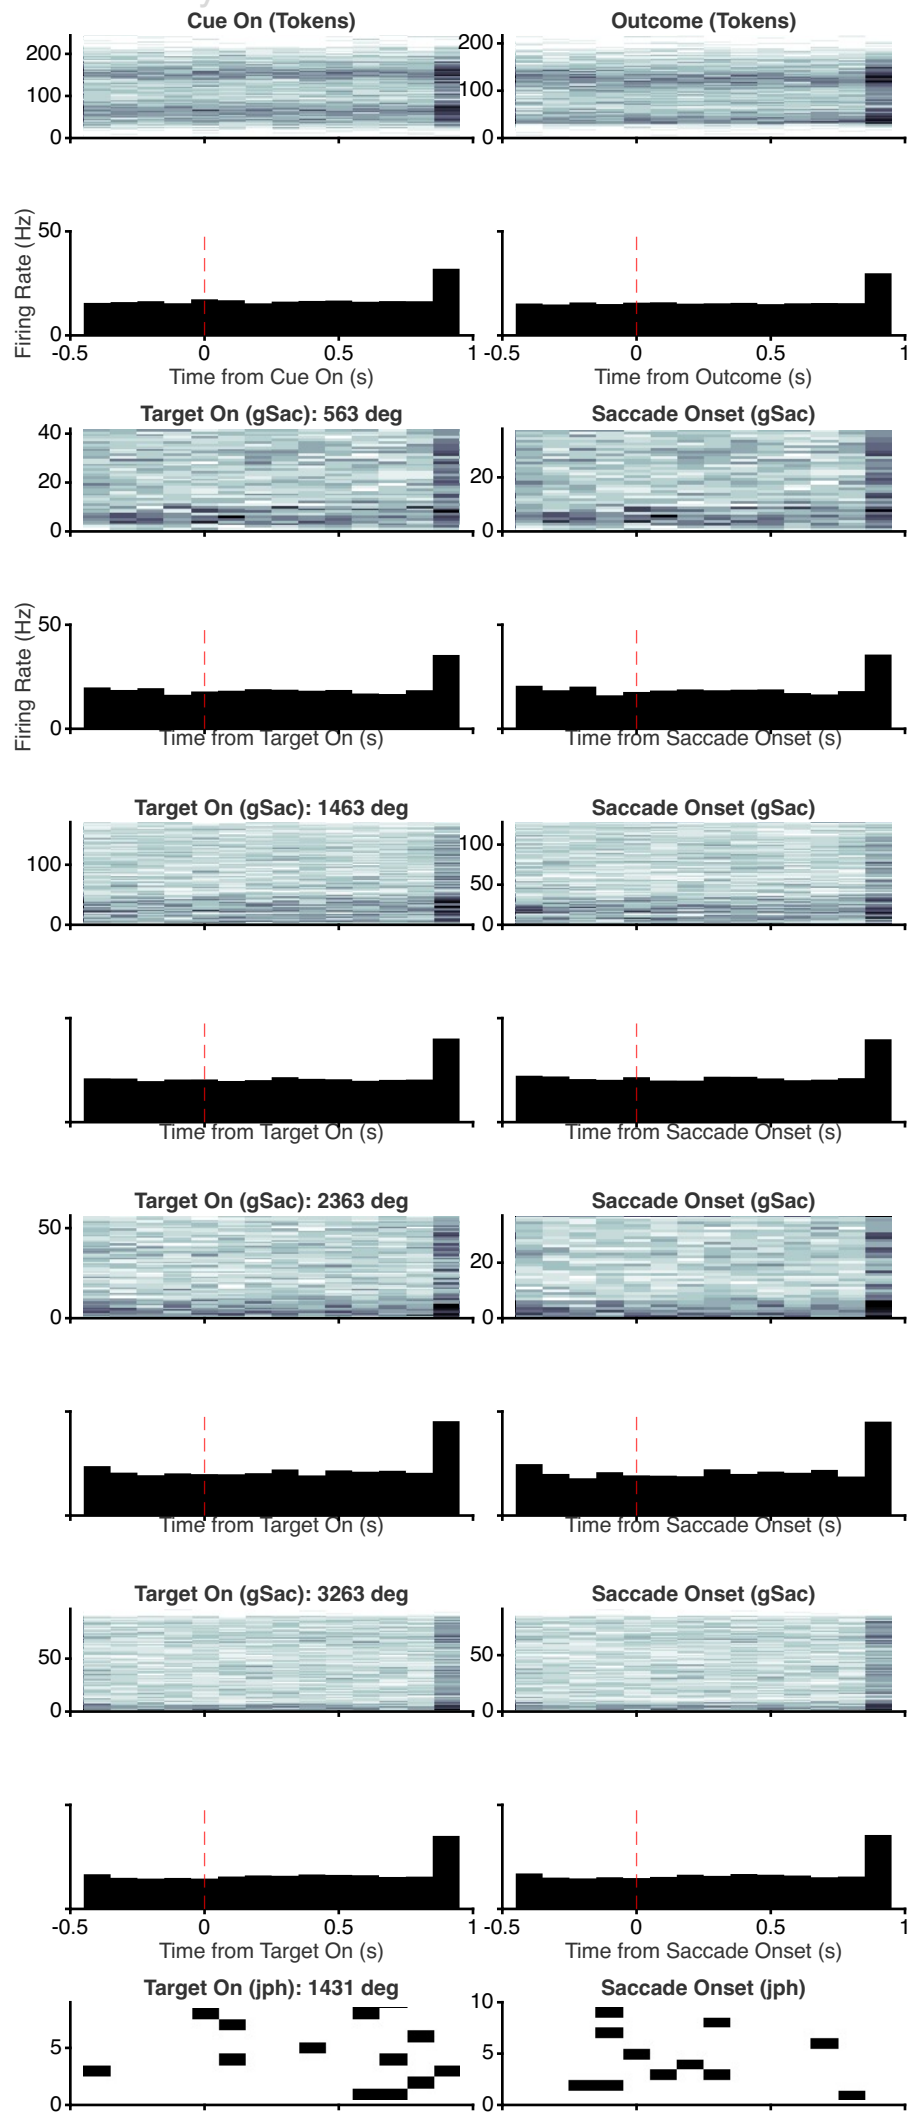 Cue On (Tokens) Outcome (Tokens)
200 200
100 100
0 0
Firing Rate (Hz)
50 50
0
-0.5 0 0.5 1 -0.5 0 0.5 1
Time from Cue On (s) Time from Outcome (s)
Target On (gSac): 563 deg Saccade Onset (gSac)
40
20 20
0 0
Firing Rate (Hz)
50 50
0 0
Time from Target On (s) Time from Saccade Onset (s)
Target On (gSac): 1463 deg Saccade Onset (gSac)
100 100
50
0 0
Time from Target On (s) Time from Saccade Onset (s)
Target On (gSac): 2363 deg Saccade Onset (gSac)
50
20
0 0
Time from Target On (s) Time from Saccade Onset (s)
Target On (gSac): 3263 deg Saccade Onset (gSac)
50 50
0 0
-0.5 0 0.5 1 -0.5 0 0.5 1
Time from Target On (s) Time from Saccade Onset (s)
Target On (jph): 1431 deg Saccade Onset (jph)
10
5 5
0 0